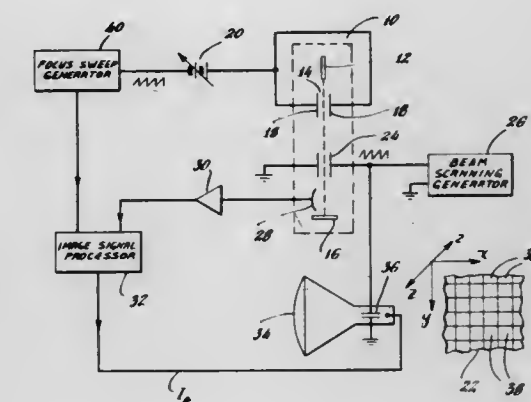 40
FOCUS SWEEP
GENERATOR
20
10
12
14
18
18
24
26
BEAM
SCANNING
GENERATOR
30
28
16
IMAGE SIGNAL
PROCESSOR
32
34
36
z
x
z
y
38
22
I